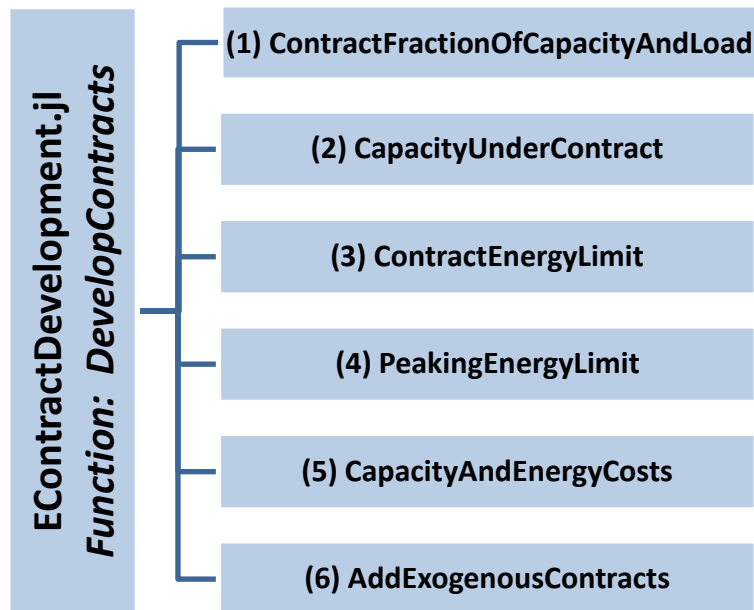 EContractDevelopment.jl
Function: DevelopContracts
(1) ContractFractionOfCapacityAndLoad
(2) CapacityUnderContract
(3) ContractEnergyLimit
(4) PeakingEnergyLimit
(5) CapacityAndEnergyCosts
(6) AddExogenousContracts